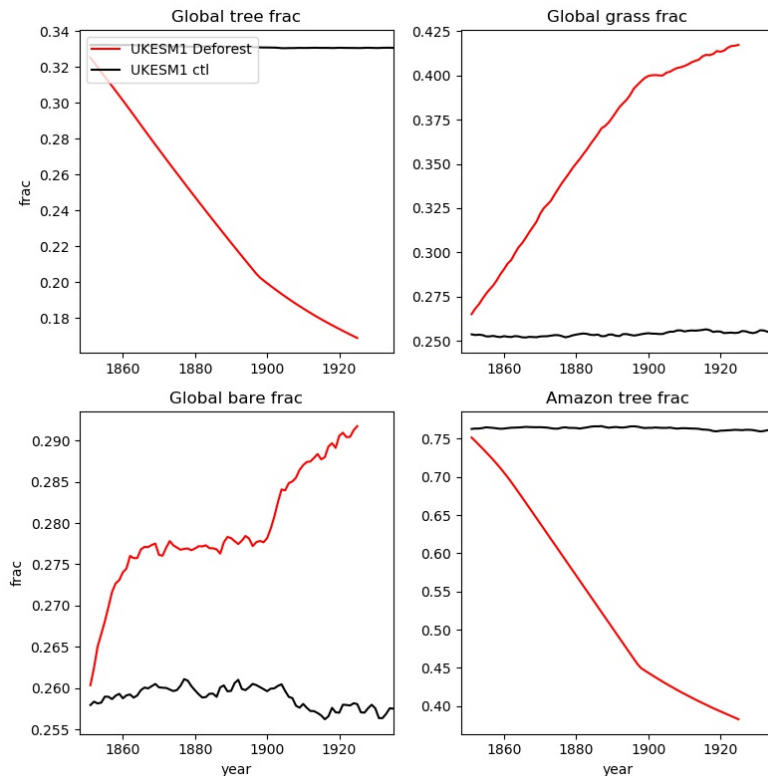 Global tree frac
Global grass frac
0.34
0.32
0.30
0.28
0.26
0.24
0.22
0.20
0.18
frac
UKESM1 Deforest
UKESM1 ctl
1860 1880 1900 1920
0.425
0.400
0.375
0.350
0.325
0.300
0.275
0.250
1860 1880 1900 1920
Global bare frac
Amazon tree frac
0.290
0.285
0.280
0.275
0.270
0.265
0.260
0.255
frac
1860 1880 1900 1920
year
0.75
0.70
0.65
0.60
0.55
0.50
0.45
0.40
1860 1880 1900 1920
year